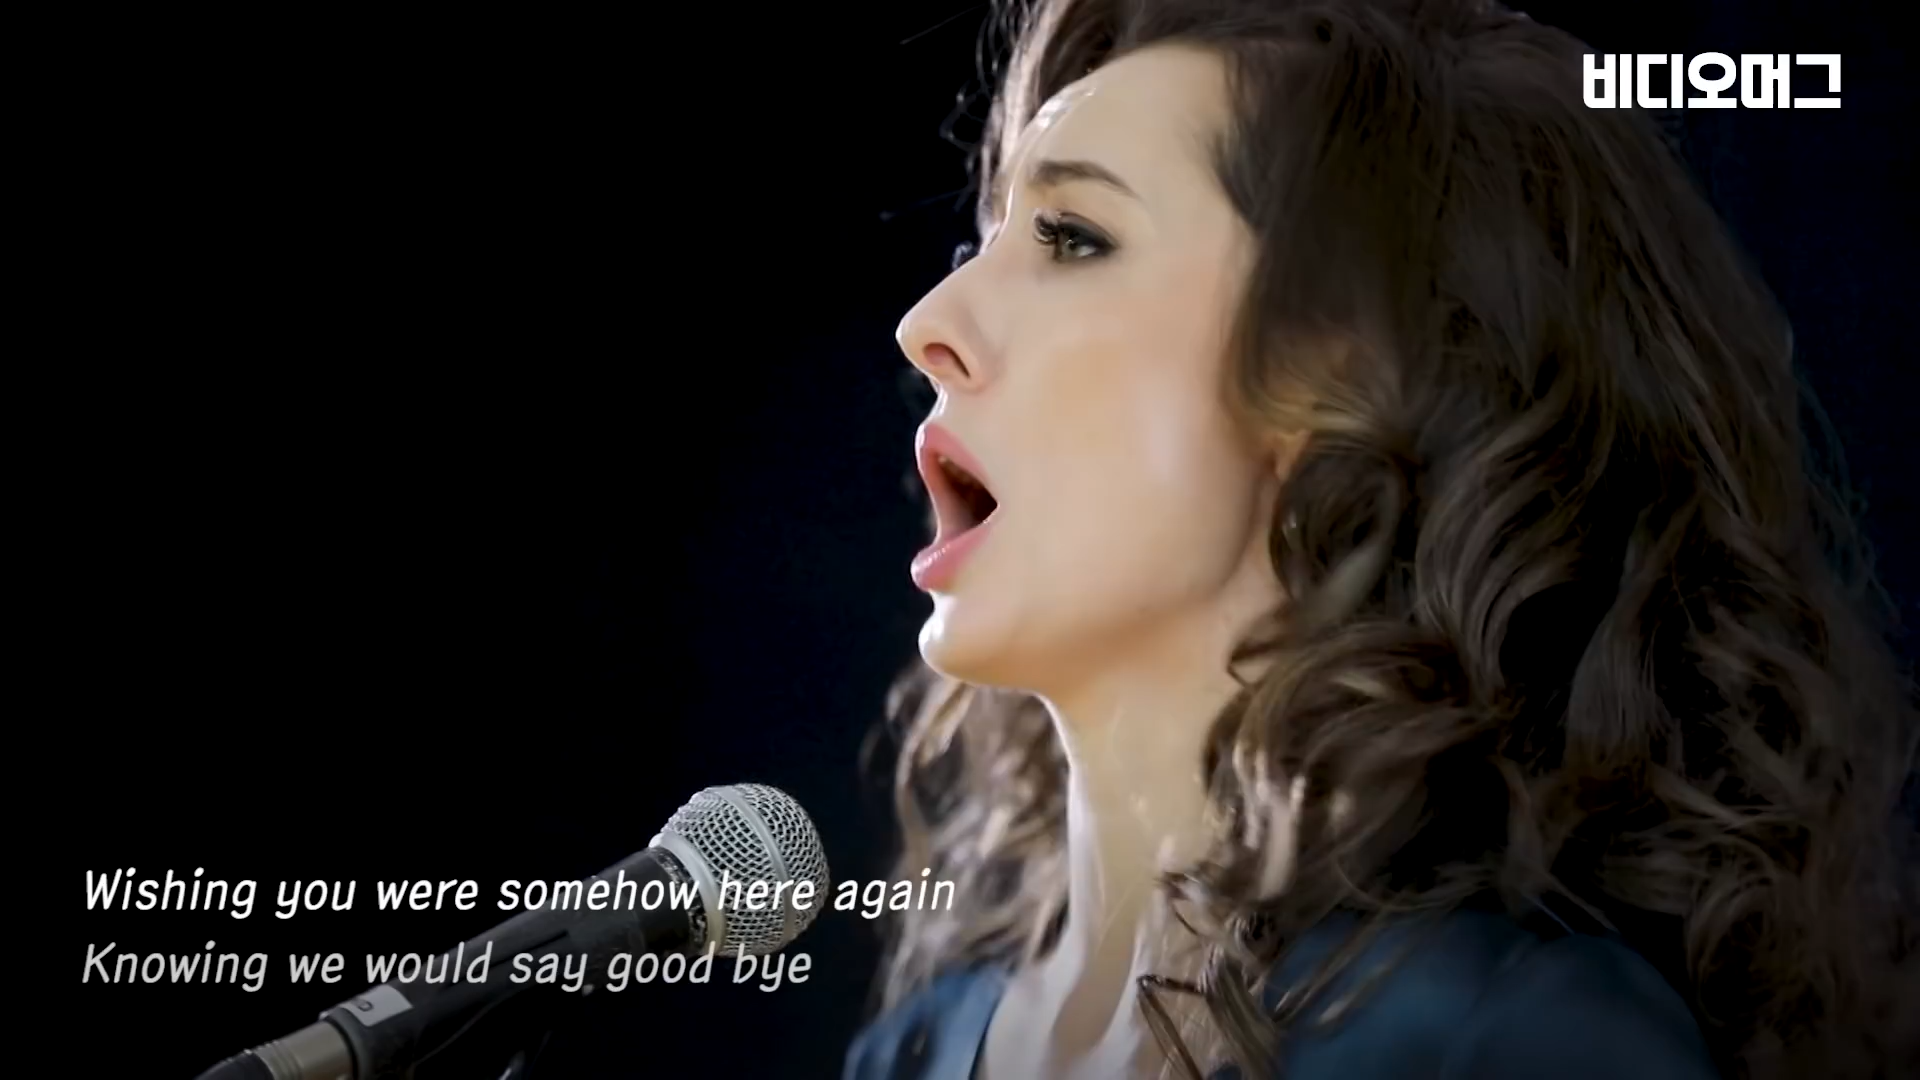 비디오머그
Wishing you were somehow here again
Knowing we would say good bye